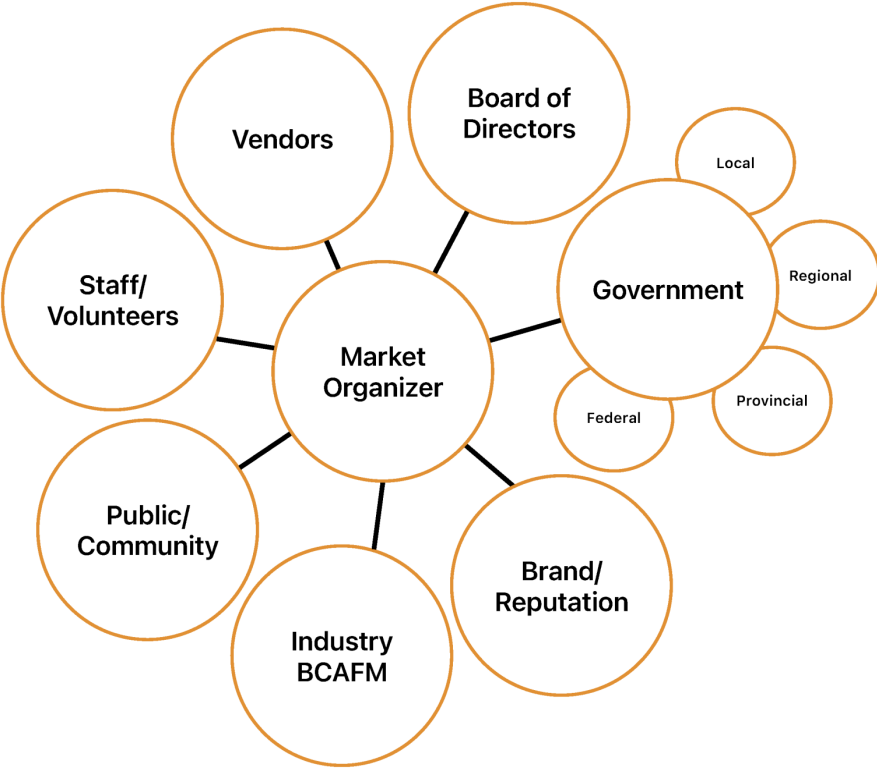 Board of
Directors
Vendors
Local
Regional
Government
Staff/
Volunteers
Market
Organizer
Provincial
Federal
Public/
Community
Brand/
Reputation
Industry
BCAFM